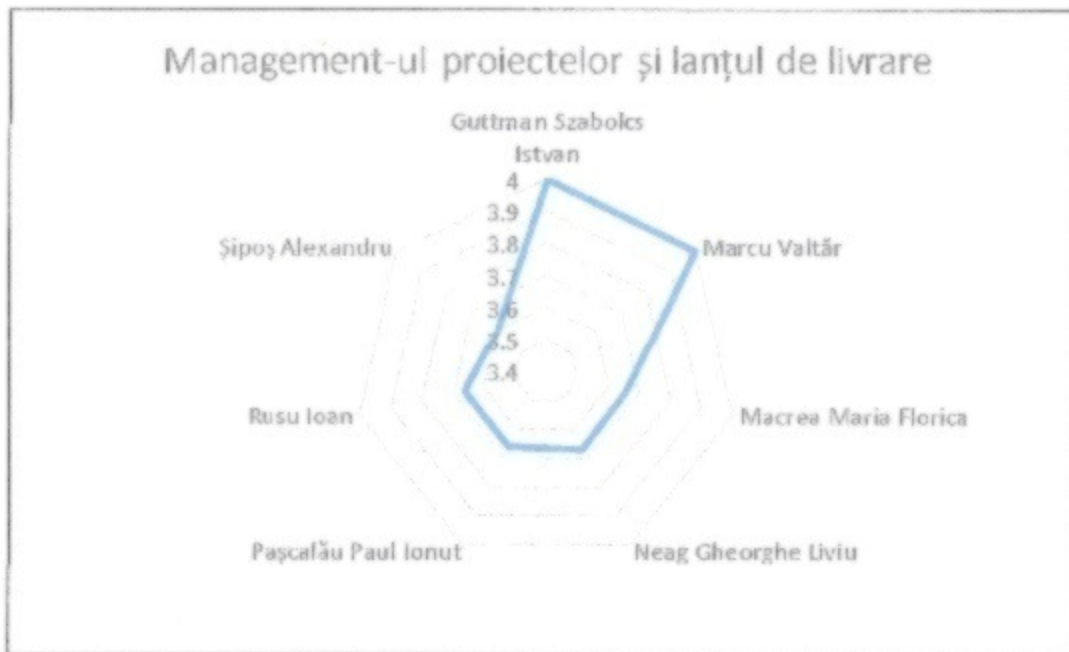 Management-ul proiectelor și lanțul de livrare
Guttman Szabolcs
Istvan
4
3.9
3.8
3.7
3.6
3.5
3.4
Șipoș Alexandru
Marcu Valtăr
Rusu Ioan
Macrea Maria Florica
Pașcalău Paul Ionut
Neag Gheorghe Liviu